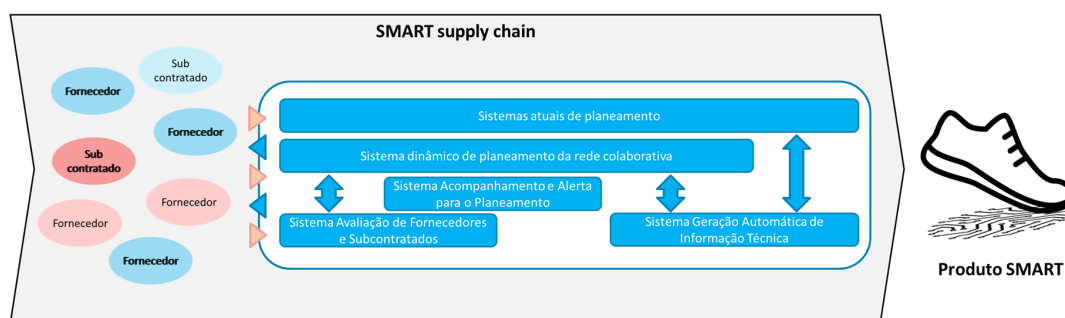 SMART supply chain
Sub
contratado
Fornecedor
Fornecedor
Sub
contratado
Fornecedor
Fornecedor
Fornecedor
Sistemas atuais de planeamento
Sistema dinâmico de planeamento da rede colaborativa
Sistema Acompanhamento e Alerta
para o Planeamento
Sistema Avaliação de Fornecedores
e Subcontratados
Sistema Geração Automática de
Informação Técnica
Produto SMART